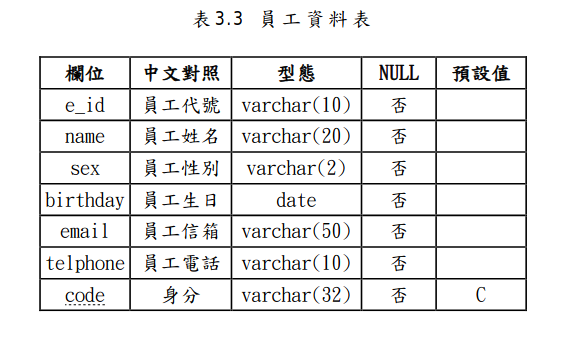 表3.3 員工資料表
欄位 中文對照 型態 NULL 預設值
e_id 員工代號 varchar(10) 否
name 員工姓名 varchar(20) 否
sex 員工性別 varchar(2) 否
birthday 員工生日 date 否
email 員工信箱 varchar(50) 否
telphone 員工電話 varchar(10) 否
code 身分 varchar(32) 否 C